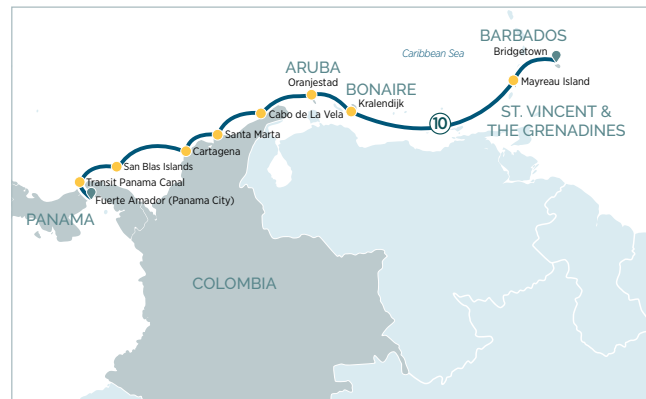 BARBADOS
Bridgetown
Caribbean Sea
ARUBA
Oranjestad
Mayreau Island
BONAIRE
Kralendijk
ST. VINCENT &
THE GRENADINES
10
Cabo de La Vela
Santa Marta
Cartagena
San Blas Islands
Transit Panama Canal
Fuerte Amador (Panama City)
PANAMA
COLOMBIA